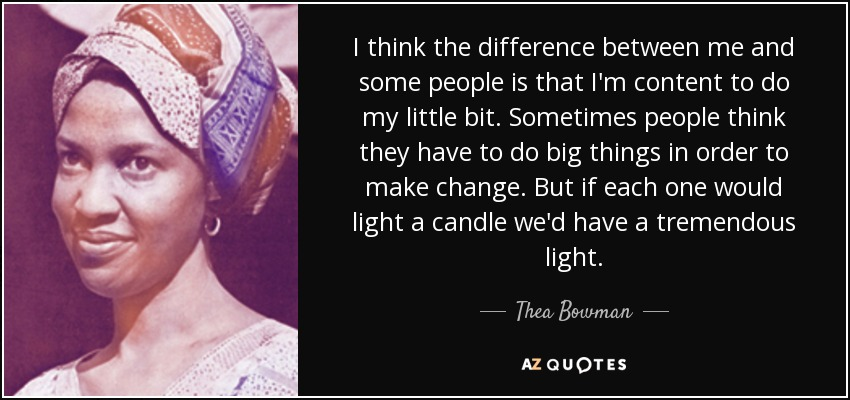 I think the difference between me and
some people is that I'm content to do
my little bit. Sometimes people think
they have to do big things in order to
make change. But if each one would
light a candle we'd have a tremendous
light.
Thea Bowman
AZ QUOTES